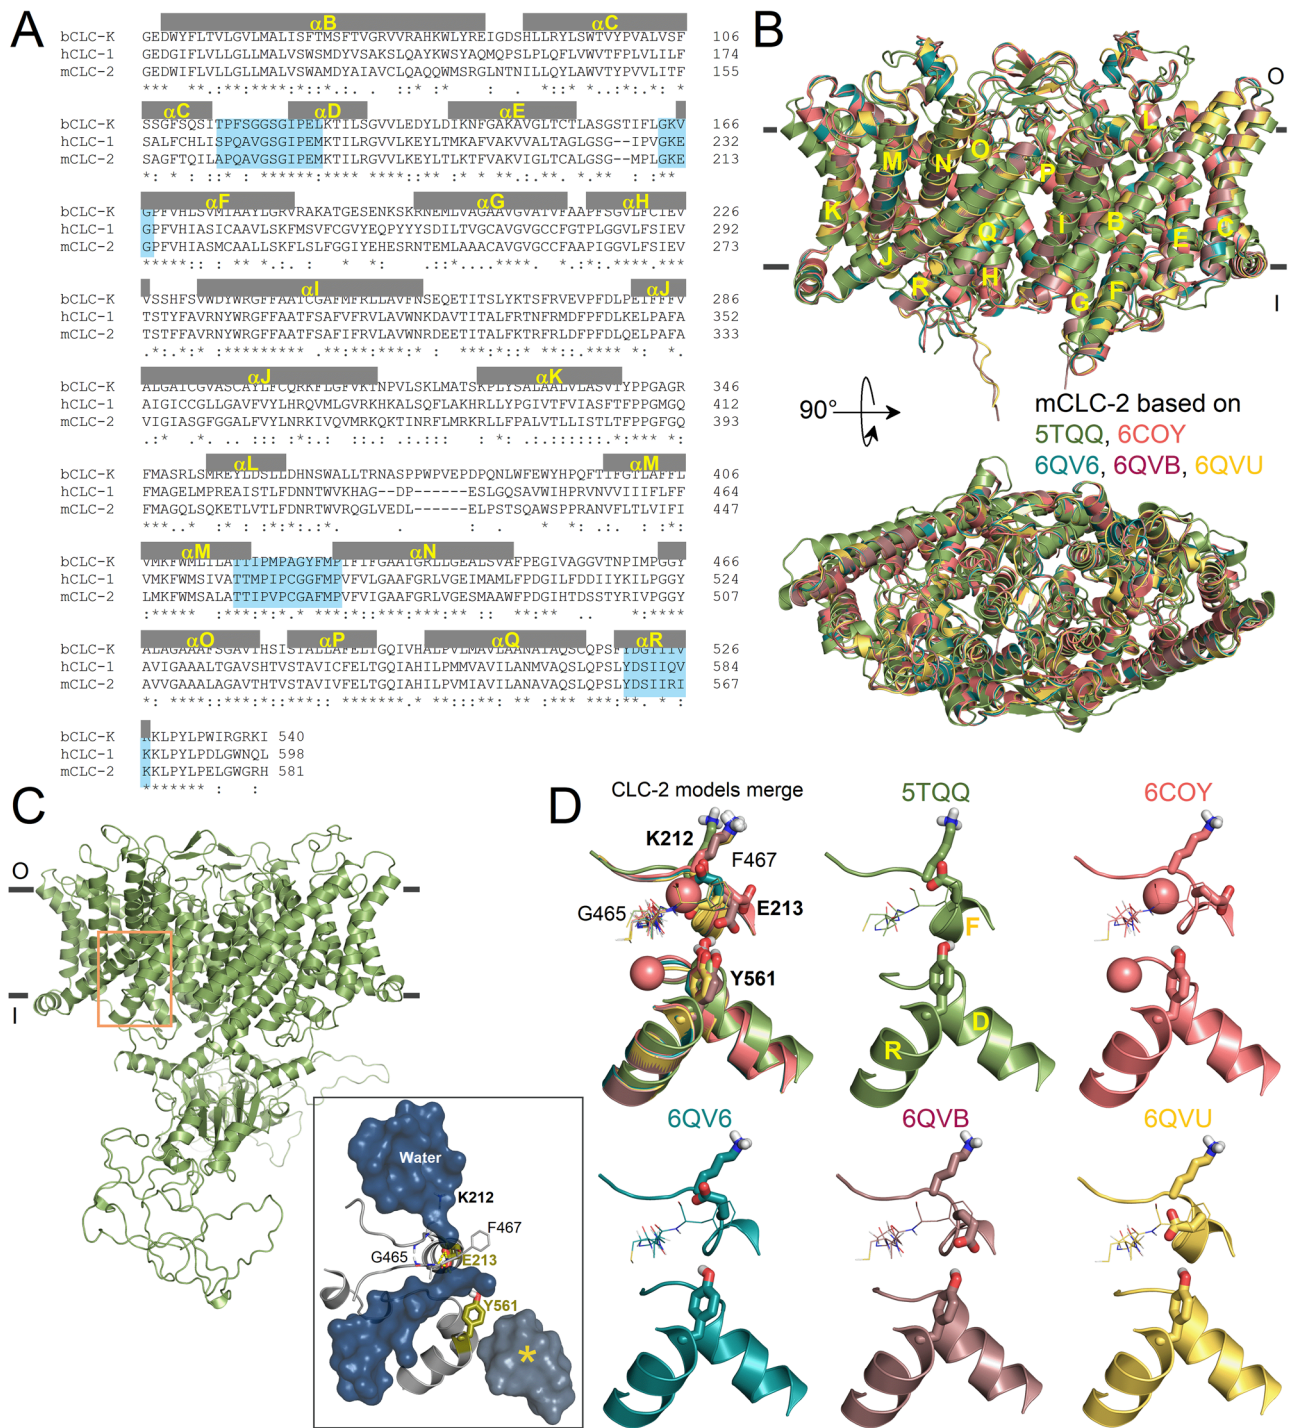 A
αB
αC
bCLC-K GEDWYFLTVLGVLMALISFTMSFTVGRVVRAHKWLYREIGDSHLLRYLSWTVYPVALVSF 106
hCLC-1 GEDGIFLVLLGLLMALVSWSMDYVSAKSLQAYKWSYAQMQPSLPLQFLVWVTFPLVLILF 174
mCLC-2 GEDWIFLVLLGLLMALVSWAMDYAIAVCLQAQQWMSRGLNTNILLQYLAWVTYPVVLITF 155
αC
αD
αE
bCLC-K SSGFSQSITPFSGGSGIPELKTILSGVVLEDYLDIKNFGAKAVGLTCTLASGSTIFLGKV 166
hCLC-1 SALFCHLISPQAVGSGIPEMKTILRGVVLKEYLTMKAFVAKVVALTAGLGSG--IPVGKE 232
mCLC-2 SAGFTQILAPQAVGSGIPEMKTILRGVVLKEYLTLKTFVAKVIGLTCALGSG--MPLGKE 213
αF
αG
αH
bCLC-K GPFVHLSVMIAAYLGRVRAKATGESENKSKRNEMLVAGAAVGVATVFAAPFSGVLFCIEV 226
hCLC-1 GPFVHIASICAAVLSKFMSVFCGVYEQPYYYSDILTVGCAVGVGCCFGTPLGGVLFSIEV 292
mCLC-2 GPFVHIASMCAALLSKFLSLFGGIYEHESRNTEMLAAACAVGVGCCFAAPIGGVLFSIEV 273
αI
αJ
bCLC-K VSSHFSVWDYWRGFFAATCGAFMFRLLAVFNSEQETITSLYKTSFRVEVPFDLPEIFFFV 286
hCLC-1 TSTYFAVRNYWRGFFAATFSAFVFRVLAVWNKDAVTITALFRTNFRMDFPFDLKELPAFA 352
mCLC-2 TSTFFAVRNYWRGFFAATFSAFIFRVLAVWNRDEETITALFKTRFRLDFPFDLQELPAFA 333
αJ
αK
bCLC-K ALGAICGVASCAYLFCQRKFLGFVKTNPVLSKLMATSKPLYSALAALVLASVTYPPGAGR 346
hCLC-1 AIGICCGLLGAVFVYLHRQVMLGVRKHKALSQFLAKHRLLYPGIVTFVIASFTFPPGMGQ 412
mCLC-2 VIGIASGFGGALFVYLNRKIVQVMRKQKTINRFLMRKRLLFPALVTLLISTLTFPPGFGQ 393
αL
αM
bCLC-K FMASRLSMREYLDSLLDHNSWALLTRNASPPWPVEPDPQNLWFEWYHPQFTIFGTLAFFL 406
hCLC-1 FMAGELMPREAISTLFDNNTWVKHAG--DP------ESLGQSAVWIHPRVNVVIIIFLFF 464
mCLC-2 FMAGQLSQKETLVTLFDNRTWVRQGLVEDL------ELPSTSQAWSPPRANVFLTLVIFI 447
αM
αN
bCLC-K VMKFWMLILATTIPMPAGYFMPIFIFGAAIGRLLGEALSVAFPEGIVAGGVTNPIMPGGY 466
hCLC-1 VMKFWMSIVATTMPIPCGGFMPVFVLGAAFGRLVGEIMAMLFPDGILFDDIIYKILPGGY 524
mCLC-2 LMKFWMSALATTIPVPCGAFMPVFVIGAAFGRLVGESMAAWFPDGIHTDSSTYRIVPGGY 507
αO
αP
αQ
αR
bCLC-K ALAGAAAFSGAVTHSISTALLAFELTGQIVHALPVLMAVLAANAIAQSCQPSFYDGTIIV 526
hCLC-1 AVIGAAALTGAVSHTVSTAVICFELTGQIAHILPMMVAVILANMVAQSLQPSLYDSIIQV 584
mCLC-2 AVVGAAALAGAVTHTVSTAVIVFELTGQIAHILPVMIAVILANAVAQSLQPSLYDSIIRI 567
bCLC-K KKLPYLPWIRGRKI 540
hCLC-1 KKLPYLPDLGWNQL 598
mCLC-2 KKLPYLPELGWGRH 581
B
O
I
L
M
N
O
P
K
Q
I
B
E
C
J
R
H
G
F
90°
mCLC-2 based on
5TQQ, 6COY
6QV6, 6QVB, 6QVU
C
O
I
Water
K212
F467
G465
E213
Y561
*
D
CLC-2 models merge
K212
F467
G465
E213
Y561
5TQQ
F
D
R
6COY
6QV6
6QVB
6QVU